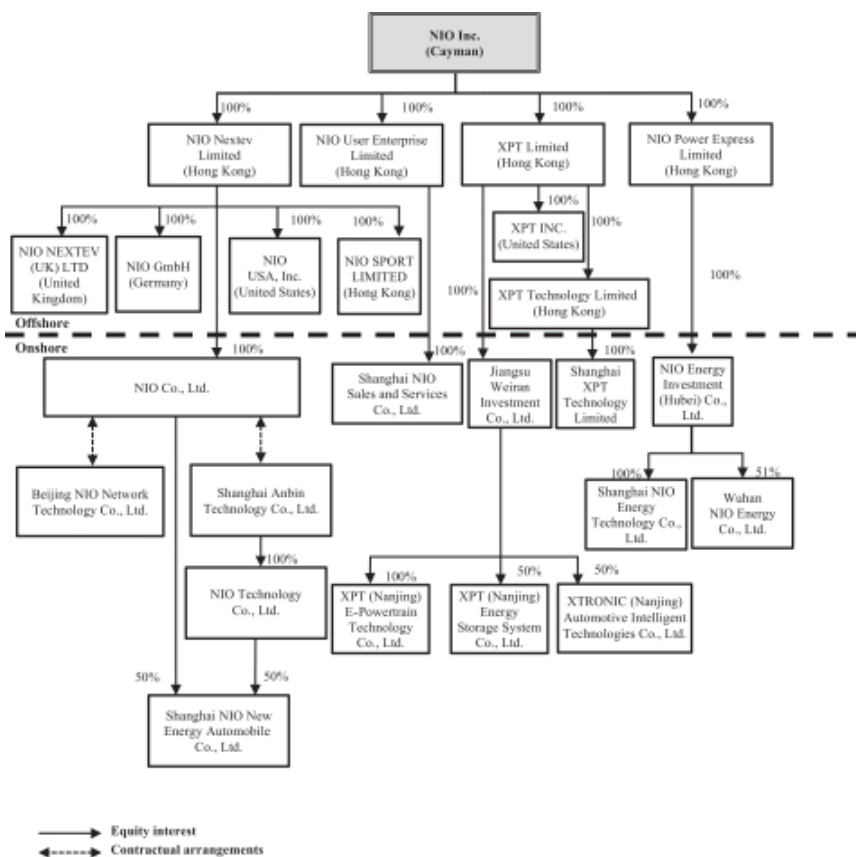 NIO Inc.
(Cayman)
100%
100%
100%
100%
NIO Nextev
Limited
(Hong Kong)
NIO User Enterprise
Limited
(Hong Kong)
XPT Limited
(Hong Kong)
NIO Power Express
Limited
(Hong Kong)
100%
100%
100%
100%
100%
100%
NIO NEXTEV
(UK) LTD
(United
Kingdom)
NIO GmbH
(Germany)
NIO
USA, Inc.
(United States)
NIO SPORT
LIMITED
(Hong Kong)
XPT INC.
(United States)
100%
100%
XPT Technology Limited
(Hong Kong)
Offshore
Onshore
100%
100%
100%
NIO Co., Ltd.
Shanghai NIO
Sales and Services
Co., Ltd.
Jiangsu
Weiran
Investment
Co., Ltd.
Shanghai
XPT
Technology
Limited
NIO Energy
Investment
(Hubei) Co.,
Ltd.
100%
51%
Beijing NIO Network
Technology Co., Ltd.
Shanghai Anbin
Technology Co., Ltd.
Shanghai NIO
Energy
Technology Co.,
Ltd.
Wuhan
NIO Energy
Co., Ltd.
100%
100%
50%
50%
NIO Technology
Co., Ltd.
XPT (Nanjing)
E-Powertrain
Technology
Co., Ltd.
XPT (Nanjing)
Energy
Storage System
Co., Ltd.
XTRONIC (Nanjing)
Automotive Intelligent
Technologies Co., Ltd.
50%
50%
Shanghai NIO New
Energy Automobile
Co., Ltd.
Equity interest
Contractual arrangements